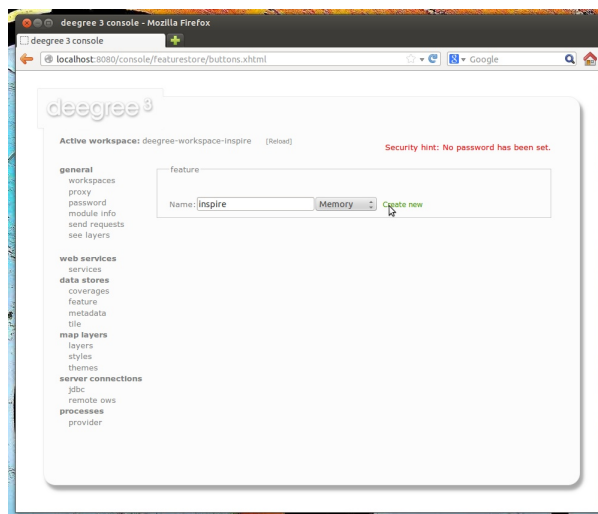 deegree 3 console - Mozilla Firefox
deegree 3 console
localhost:8080/console/featurestore/buttons.xhtml
Google
deegree 3
Active workspace: deegree-workspace-inspire [Reload]
Security hint: No password has been set.
general
workspaces
proxy
password
module info
send requests
see layers
web services
services
data stores
coverages
feature
metadata
tile
map layers
layers
styles
themes
server connections
jdbc
remote ows
processes
provider
feature
Name: inspire Memory Create new